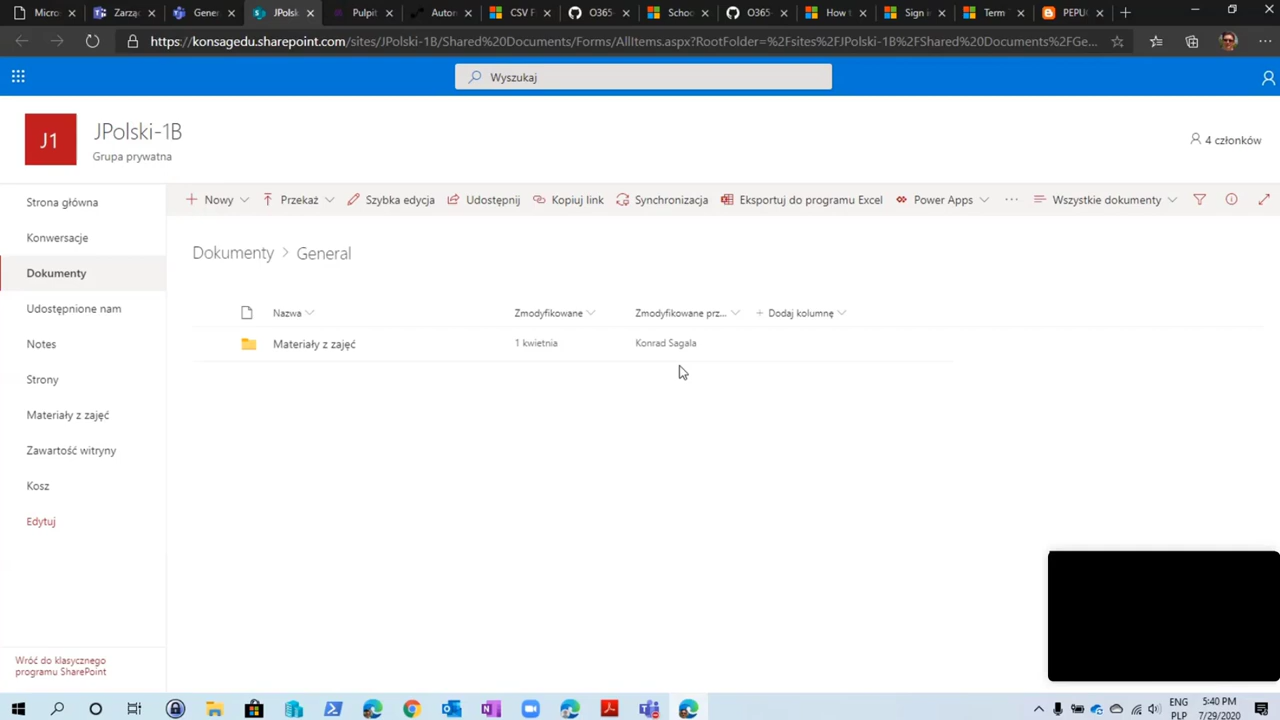 Micro
Zarzą
Gener
JPolsk
Pulpit
Auton
CSV F
O365
Schoo
O365
How t
Sign
Term
PEPUG
https://konsagedu.sharepoint.com/sites/JPolski-1B/Shared%20Documents/Forms/AllItems.aspx?RootFolder=%2Fsites%2FJPolski-1B%2FShared%20Documents%2FGe...
Wyszukaj
J1
JPolski-1B
Grupa prywatna
4 członków
Nowy Przekaż Szybka edycja Udostępnij Kopiuj link Synchronizacja Eksportuj do programu Excel Power Apps ... Wszystkie dokumenty
Strona główna
Konwersacje
Dokumenty
Udostępnione nam
Notes
Strony
Materiały z zajęć
Zawartość witryny
Kosz
Edytuj
Wróć do klasycznego
programu SharePoint
Dokumenty > General
Nazwa Zmodyfikowane Zmodyfikowane prz... + Dodaj kolumnę
Materiały z zajęć 1 kwietnia Konrad Sagala
ENG
PLP
5:40 PM
7/29/2020